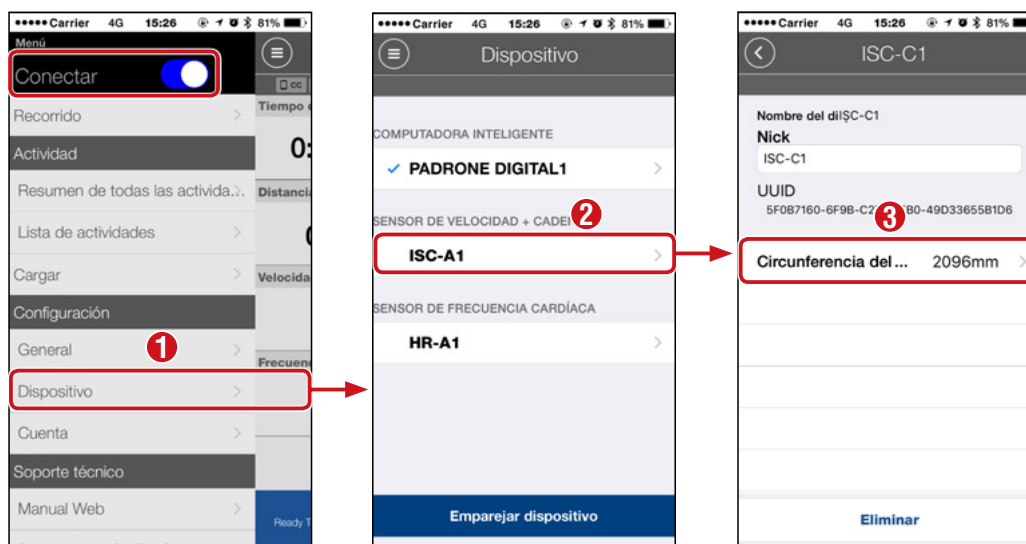 Carrier 4G 15:26 81%
Menú
Conectar
Recorrido
Actividad
Resumen de todas las activida...
Lista de actividades
Cargar
Configuración
General
1
Dispositivo
Cuenta
Soporte técnico
Manual Web
CC
Tiempo
0:
Distancia
Velocida
Frecuen
Ready T
Carrier 4G 15:26 81%
Dispositivo
COMPUTADORA INTELIGENTE
PADRONE DIGITAL1
SENSOR DE VELOCIDAD + CADE
2
ISC-A1
SENSOR DE FRECUENCIA CARDÍACA
HR-A1
Emparejar dispositivo
Carrier 4G 15:26 81%
ISC-C1
Nombre del di ISC-C1
Nick
ISC-C1
UUID
5F0B7160-6F9B-C2 B0-49D33655B1D6
3
Circunferencia del ... 2096mm
Eliminar